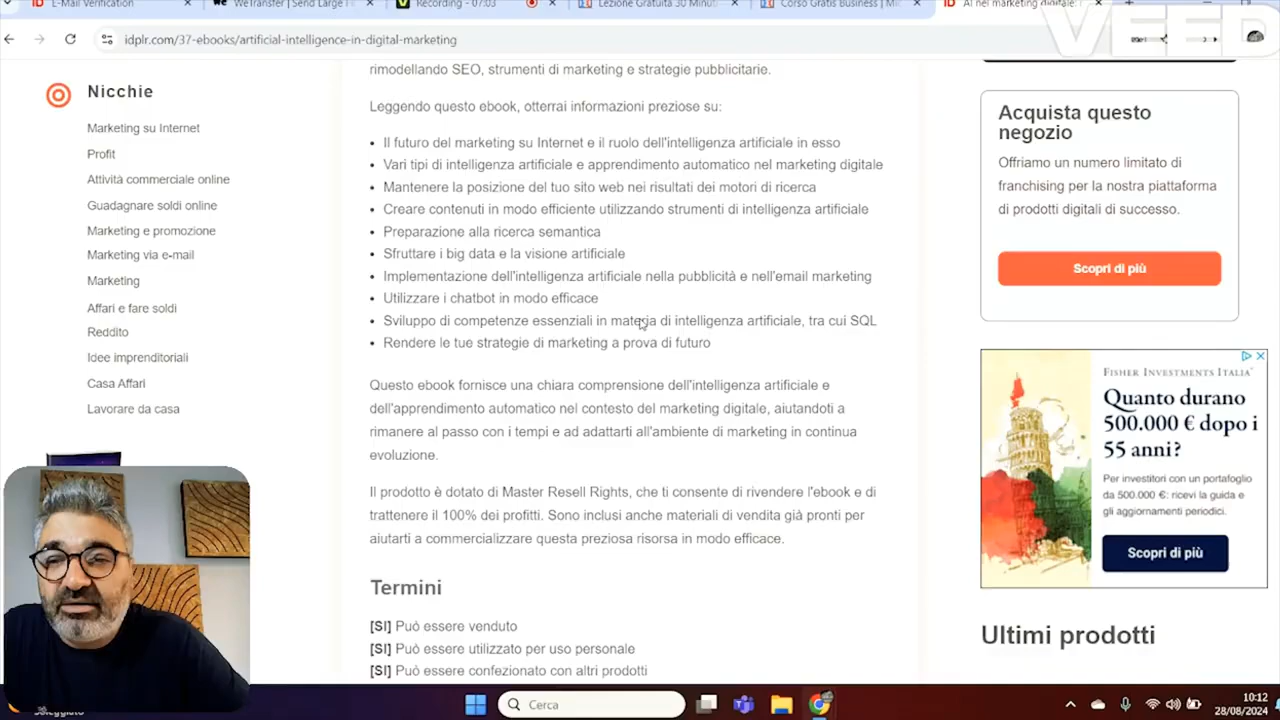 E-Mail Verification
WeTransfer | Send Large Fi
Recording - 07:03
Lezione Gratuita 30 Minuti
Corso Gratis Business | Mi
AI nel marketing digitale:
idplr.com/37-ebooks/artificial-intelligence-in-digital-marketing
VEED
Nicchie
Marketing su Internet
Profit
Attività commerciale online
Guadagnare soldi online
Marketing e promozione
Marketing via e-mail
Marketing
Affari e fare soldi
Reddito
Idee imprenditoriali
Casa Affari
Lavorare da casa
rimodellando SEO, strumenti di marketing e strategie pubblicitarie.
Leggendo questo ebook, otterrai informazioni preziose su:
• Il futuro del marketing su Internet e il ruolo dell'intelligenza artificiale in esso
• Vari tipi di intelligenza artificiale e apprendimento automatico nel marketing digitale
• Mantenere la posizione del tuo sito web nei risultati dei motori di ricerca
• Creare contenuti in modo efficiente utilizzando strumenti di intelligenza artificiale
• Preparazione alla ricerca semantica
• Sfruttare i big data e la visione artificiale
• Implementazione dell'intelligenza artificiale nella pubblicità e nell'email marketing
• Utilizzare i chatbot in modo efficace
• Sviluppo di competenze essenziali in materia di intelligenza artificiale, tra cui SQL
• Rendere le tue strategie di marketing a prova di futuro
Questo ebook fornisce una chiara comprensione dell'intelligenza artificiale e
dell'apprendimento automatico nel contesto del marketing digitale, aiutandoti a
rimanere al passo con i tempi e ad adattarti all'ambiente di marketing in continua
evoluzione.
Il prodotto è dotato di Master Resell Rights, che ti consente di rivendere l'ebook e di
trattenere il 100% dei profitti. Sono inclusi anche materiali di vendita già pronti per
aiutarti a commercializzare questa preziosa risorsa in modo efficace.
Termini
[SI] Può essere venduto
[SI] Può essere utilizzato per uso personale
[SI] Può essere confezionato con altri prodotti
Acquista questo
negozio
Offriamo un numero limitato di
franchising per la nostra piattaforma
di prodotti digitali di successo.
Scopri di più
FISHER INVESTMENTS ITALIA
Quanto durano
500.000 € dopo i
55 anni?
Per investitori con un portafoglio
da 500.000 €: ricevi la guida e
gli aggiornamenti periodici.
Scopri di più
Ultimi prodotti
Soleggiato
Cerca
10:12
28/08/2024